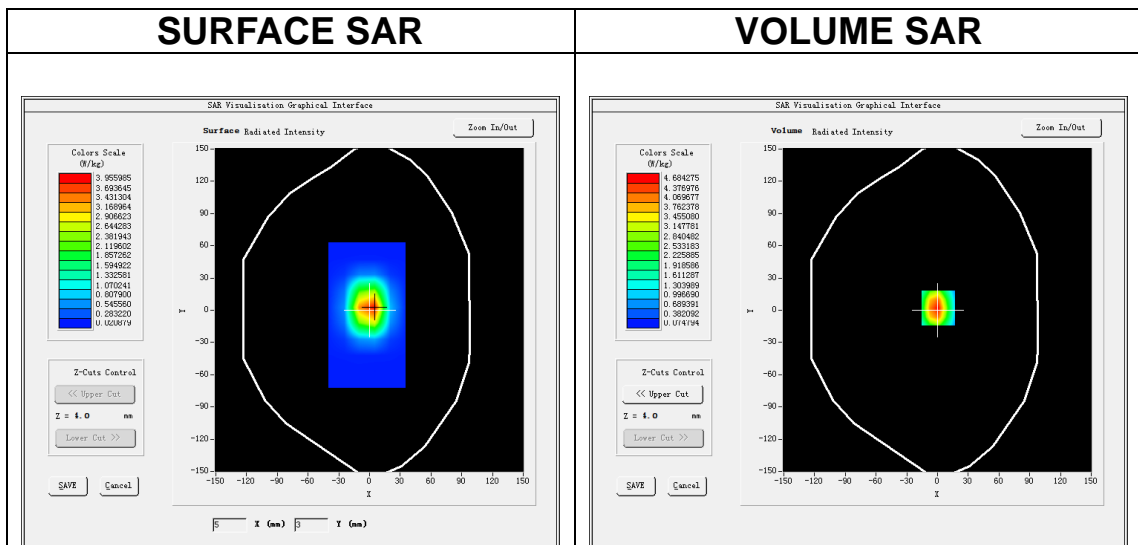 SURFACE SAR
VOLUME SAR
SAR Visualisation Graphical Interface
Surface Radiated Intensity
Zoom In/Out
Colors Scale
(W/kg)
3.955985
3.693645
3.431304
3.168964
2.906623
2.644283
2.381943
2.119602
1.857262
1.594922
1.332581
1.070241
0.807900
0.545560
0.283220
0.020879
150
120
90
60
30
0
-30
-60
-90
-120
-150
Y
-150 -120 -90 -60 -30 0 30 60 90 120 150
X
Z-Cuts Control
<< Upper Cut
Z = 4.0 mm
Lower Cut >>
SAVE Cancel
5 X (mm) 3 Y (mm)
SAR Visualisation Graphical Interface
Volume Radiated Intensity
Zoom In/Out
Colors Scale
(W/kg)
4.684275
4.376976
4.069677
3.762378
3.455080
3.147781
2.840482
2.533183
2.225885
1.918586
1.611287
1.303989
0.996690
0.689391
0.382092
0.074794
150
120
90
60
30
0
-30
-60
-90
-120
-150
Y
-150 -120 -90 -60 -30 0 30 60 90 120 150
X
Z-Cuts Control
<< Upper Cut
Z = 4.0 mm
Lower Cut >>
SAVE Cancel